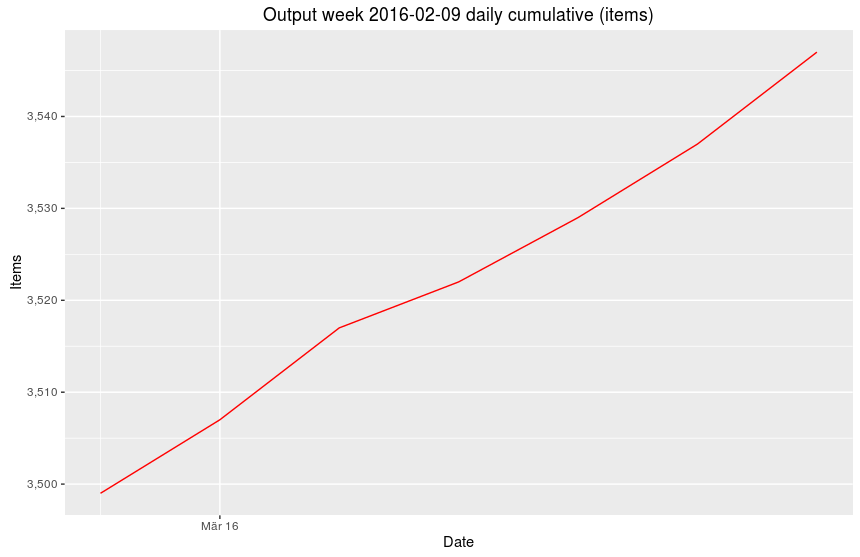 Output week 2016-02-09 daily cumulative (items)
Items
3,540
3,530
3,520
3,510
3,500
Mär 16
Date